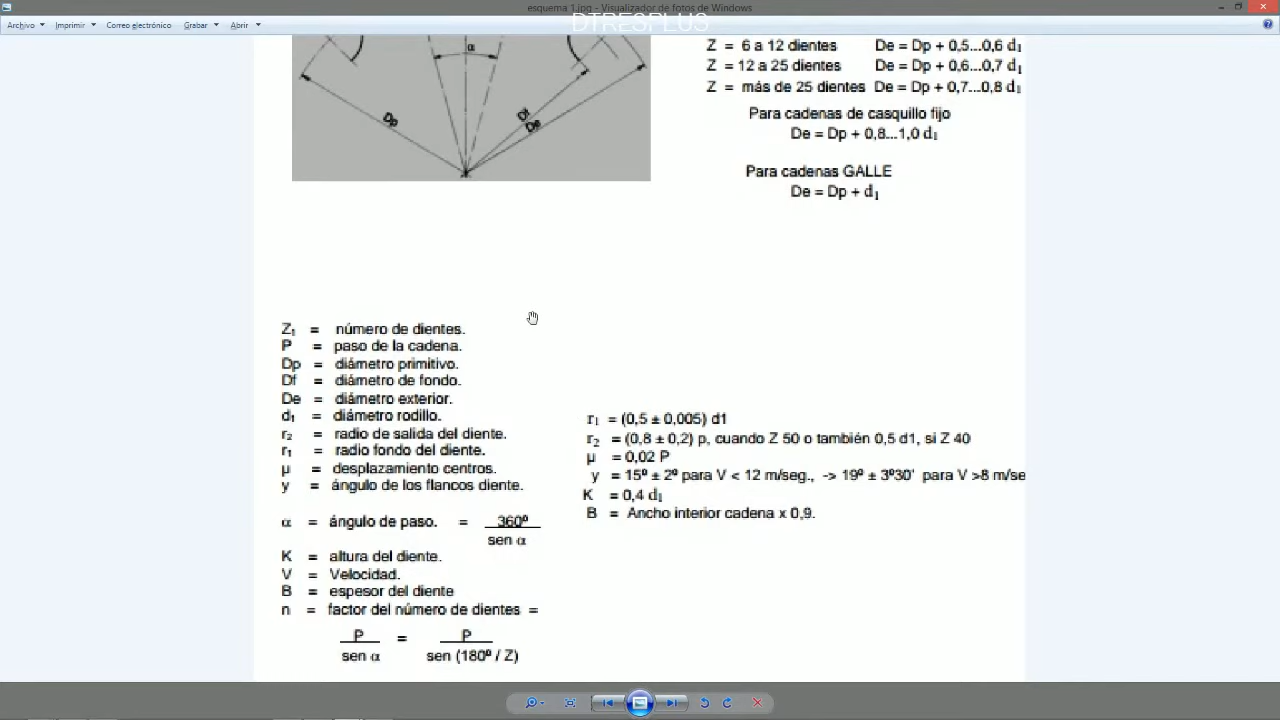 esquema 1.jpg - Visualizador de fotos de Windows
DTRESPLUS
Archivo Imprimir Correo electrónico Grabar Abrir
α
Dp
Df
De
Z = 6 a 12 dientes De = Dp + 0,5...0,6 d1
Z = 12 a 25 dientes De = Dp + 0,6...0,7 d1
Z = más de 25 dientes De = Dp + 0,7...0,8 d1
Para cadenas de casquillo fijo
De = Dp + 0,8...1,0 d1
Para cadenas GALLE
De = Dp + d1
Z1 = número de dientes.
P = paso de la cadena.
Dp = diámetro primitivo.
Df = diámetro de fondo.
De = diámetro exterior.
d1 = diámetro rodillo.
r2 = radio de salida del diente.
r1 = radio fondo del diente.
μ = desplazamiento centros.
y = ángulo de los flancos diente.
α = ángulo de paso. = 360º
sen α
K = altura del diente.
V = Velocidad.
B = espesor del diente
n = factor del número de dientes =
P = P
sen α sen (180º / Z)
r1 = (0,5 ± 0,005) d1
r2 = (0,8 ± 0,2) p, cuando Z 50 o también 0,5 d1, si Z 40
μ = 0,02 P
y = 15º ± 2º para V < 12 m/seg., -> 19º ± 3º30' para V >8 m/se
K = 0,4 d1
B = Ancho interior cadena x 0,9.